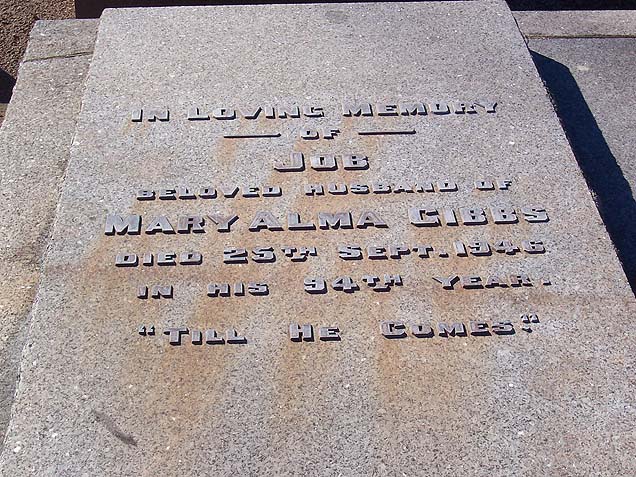 IN LOVING MEMORY
OF
JOB
BELOVED HUSBAND OF
MARY ALMA GIBBS
DIED 25TH SEPT. 1946
IN HIS 94TH YEAR.
"TILL HE COMES."